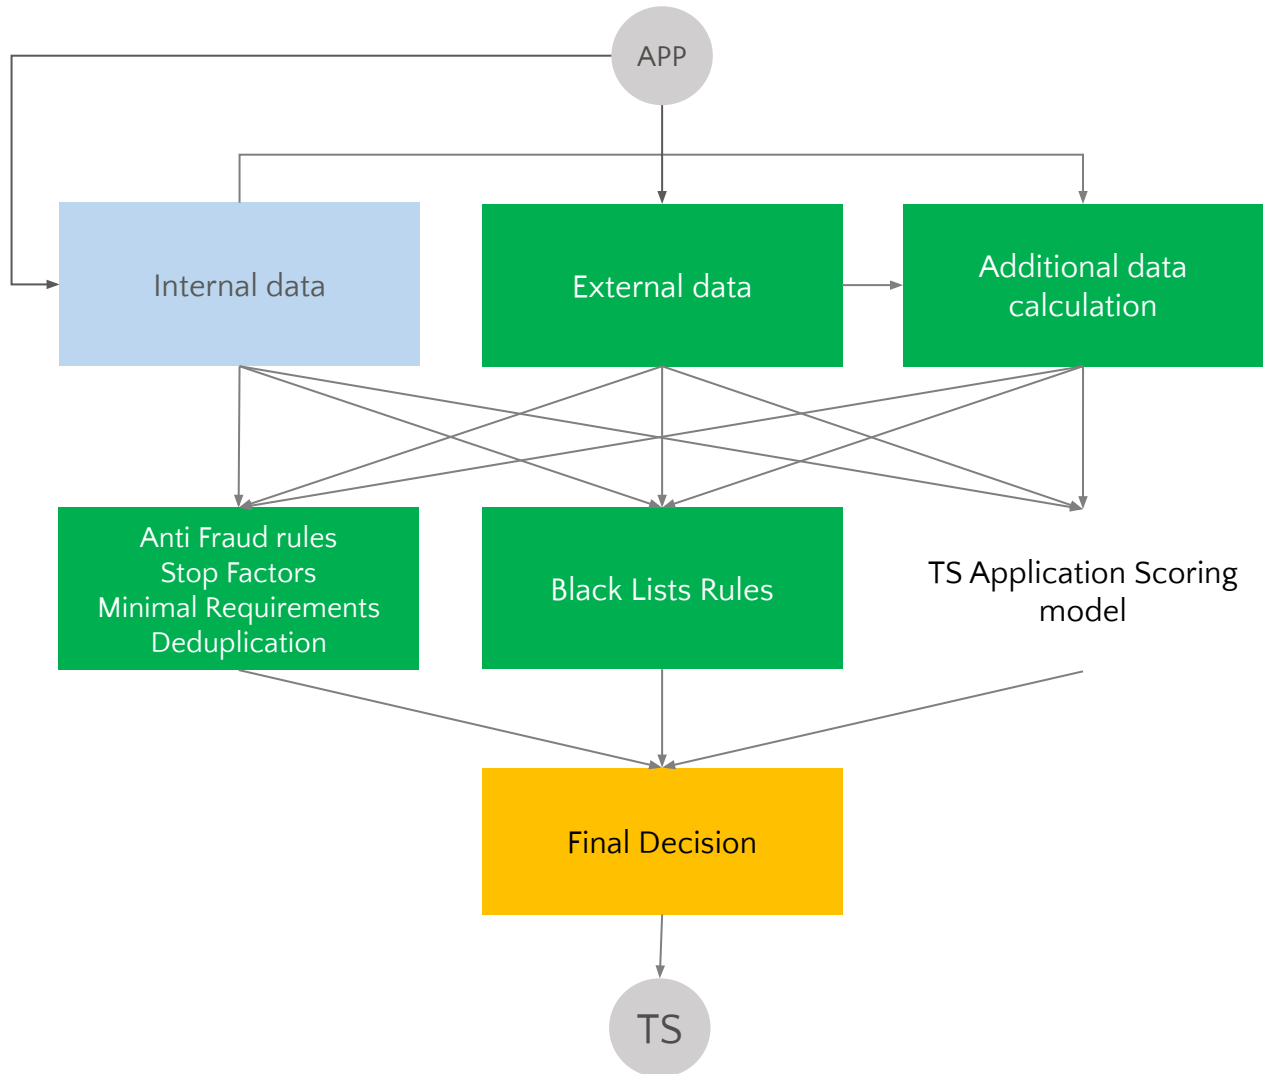 APP
Internal data
External data
Additional data
calculation
Anti Fraud rules
Stop Factors
Minimal Requirements
Deduplication
Black Lists Rules
TS Application Scoring
model
Final Decision
TS